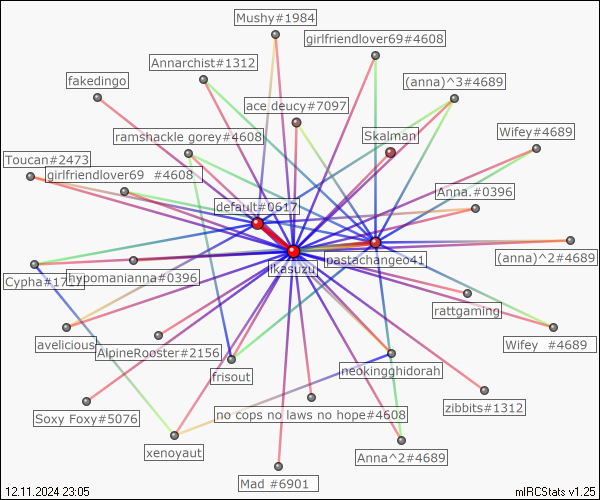 Mushy#1984
girlfriendlover69#4608
Annarchist#1312
fakedingo
(anna)^3#4689
ace deucy#7097
ramshackle gorey#4608
Skalman
Wifey#4689
Toucan#2473
girlfriendlover69 #4608
Anna.#0396
default#0617
(anna)^2#4689
pastachangeo41
ikasuzu
hypomanianna#0396
rattgaming
avelicious
AlpineRooster#2156
Wifey #4689
frisout
neokingghidorah
Soxy Foxy#5076
no cops no laws no hope#4608
zibbits#1312
xenoyaut
Anna^2#4689
Mad #6901
12.11.2024 23:05
mIRCStats v1.25